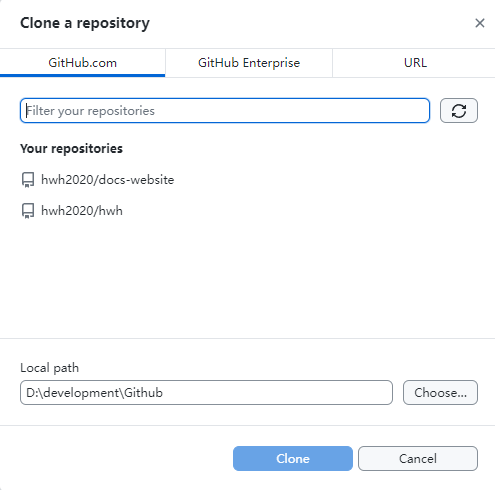 Clone a repository
GitHub.com
GitHub Enterprise
URL
Filter your repositories
Your repositories
hwh2020/docs-website
hwh2020/hwh
Local path
D:\development\Github
Choose...
Clone
Cancel